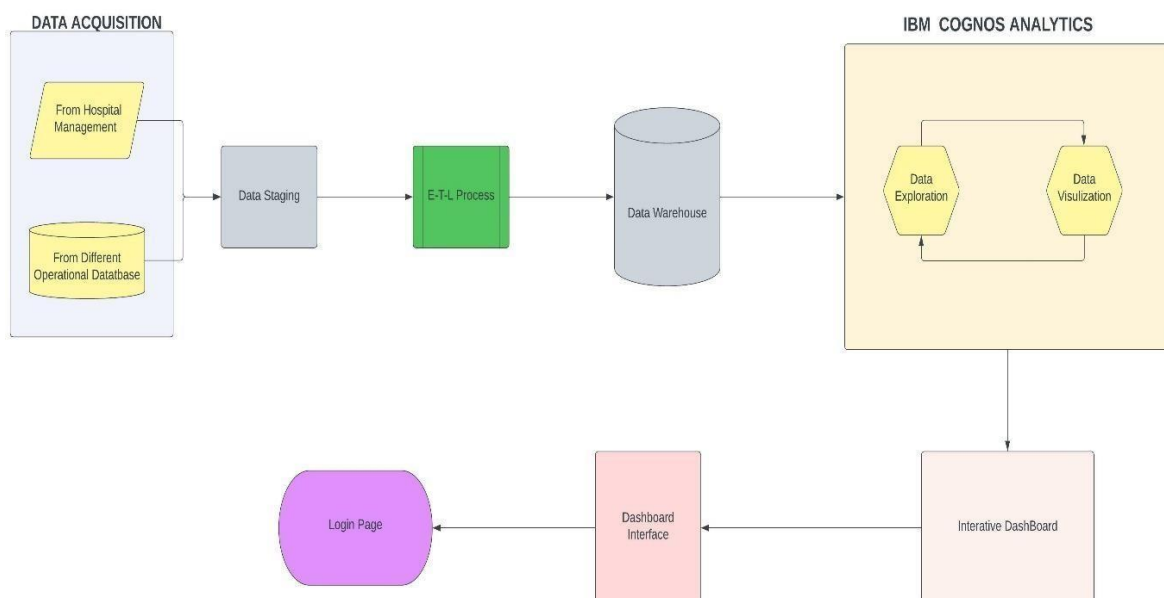 DATA ACQUISITION
IBM COGNOS ANALYTICS
From Hospital
Management
From Different
Operational Datatbase
Data Staging
E-T-L Process
Data Warehouse
Data
Exploration
Data
Visulization
Login Page
Dashboard
Interface
Interative DashBoard